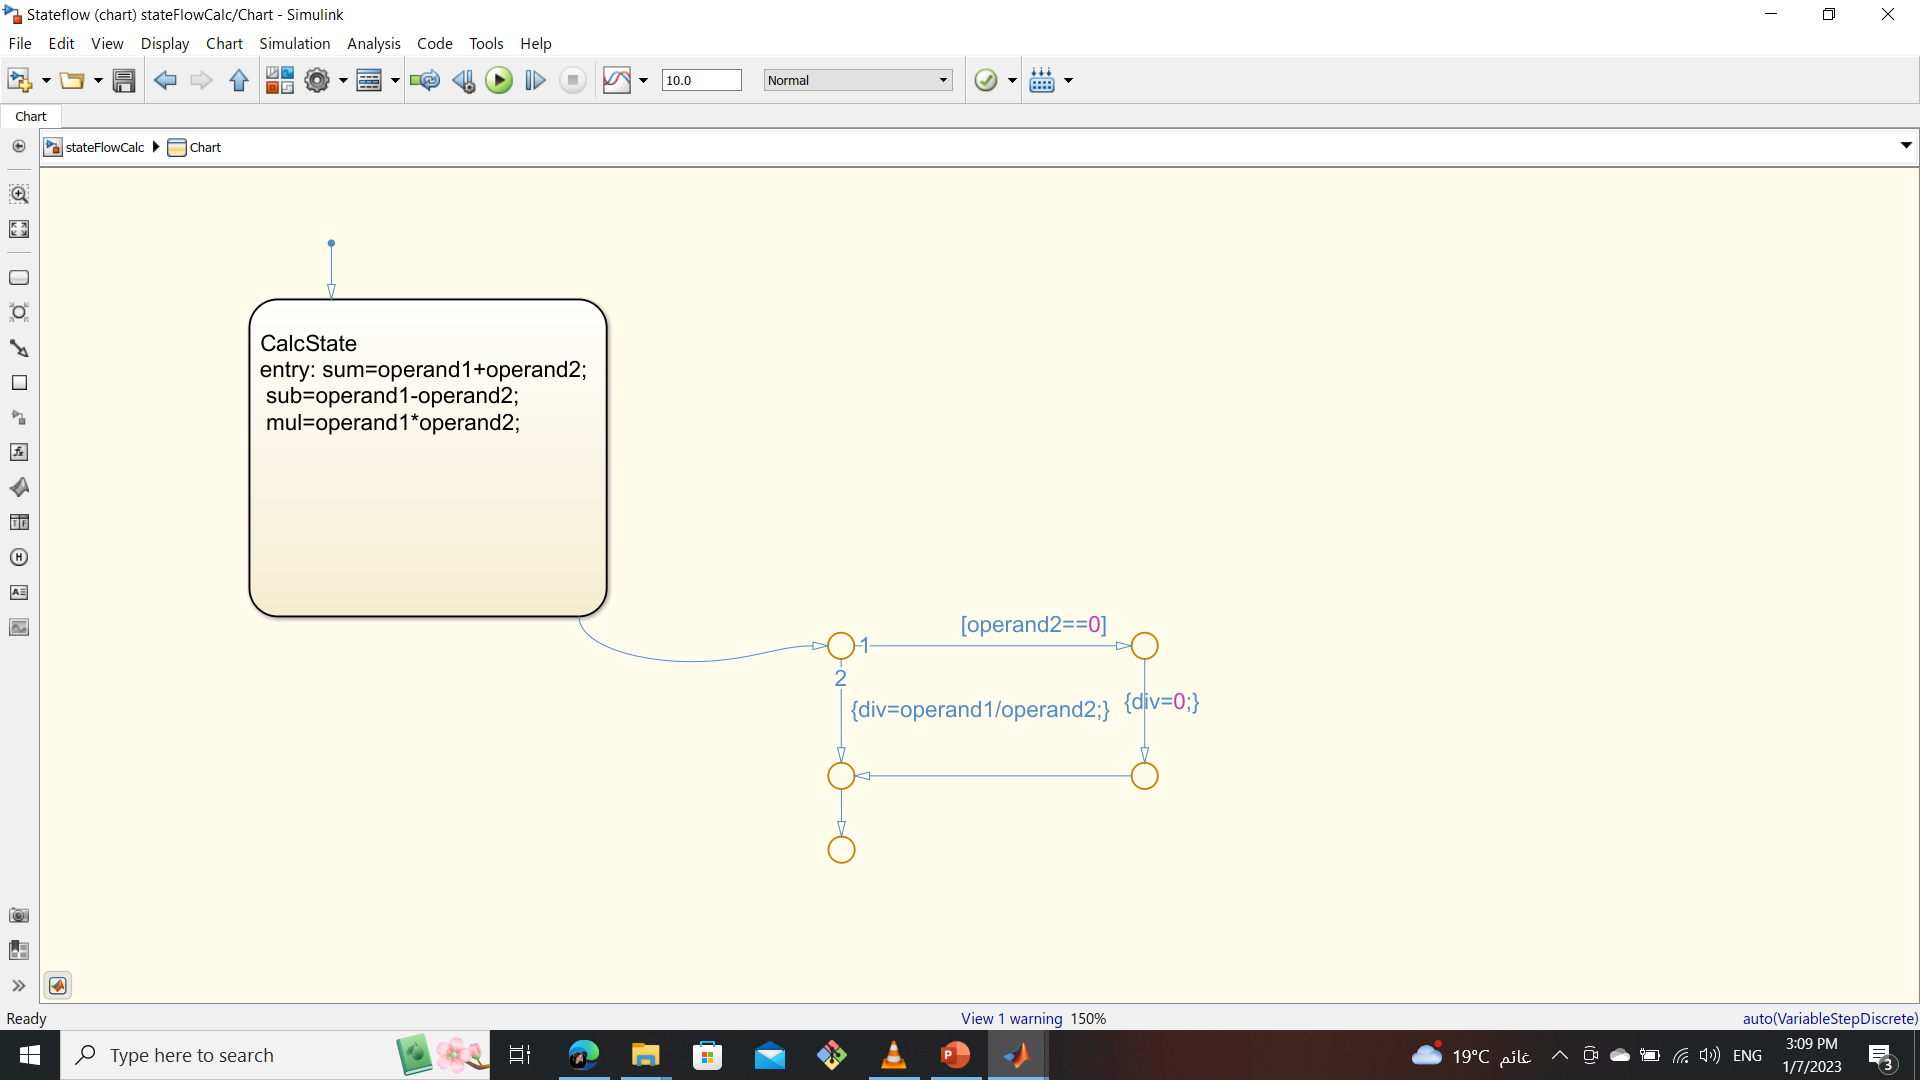 Stateflow (chart) stateFlowCalc/Chart - Simulink
File Edit View Display Chart Simulation Analysis Code Tools Help
10.0 Normal
Chart
stateFlowCalc Chart
CalcState
entry: sum=operand1+operand2;
sub=operand1-operand2;
mul=operand1*operand2;
[operand2==0]
1
2
{div=operand1/operand2;} {div=0;}
Ready View 1 warning 150% auto(VariableStepDiscrete)
Type here to search 19°C غائم ENG 3:09 PM
1/7/2023 3